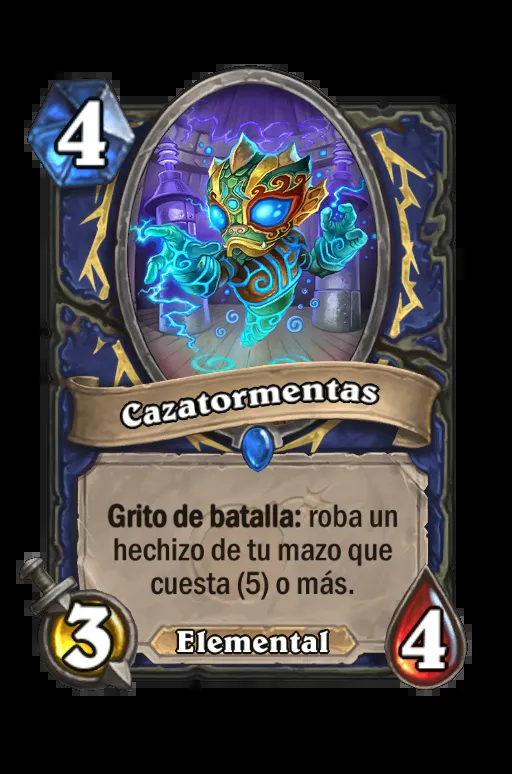 4
Cazatormentas
Grito de batalla: roba un
hechizo de tu mazo que
cuesta (5) o más.
3
Elemental
4